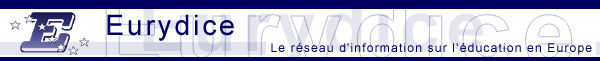 E Eurydice
Le réseau d'information sur l'éducation en Europe